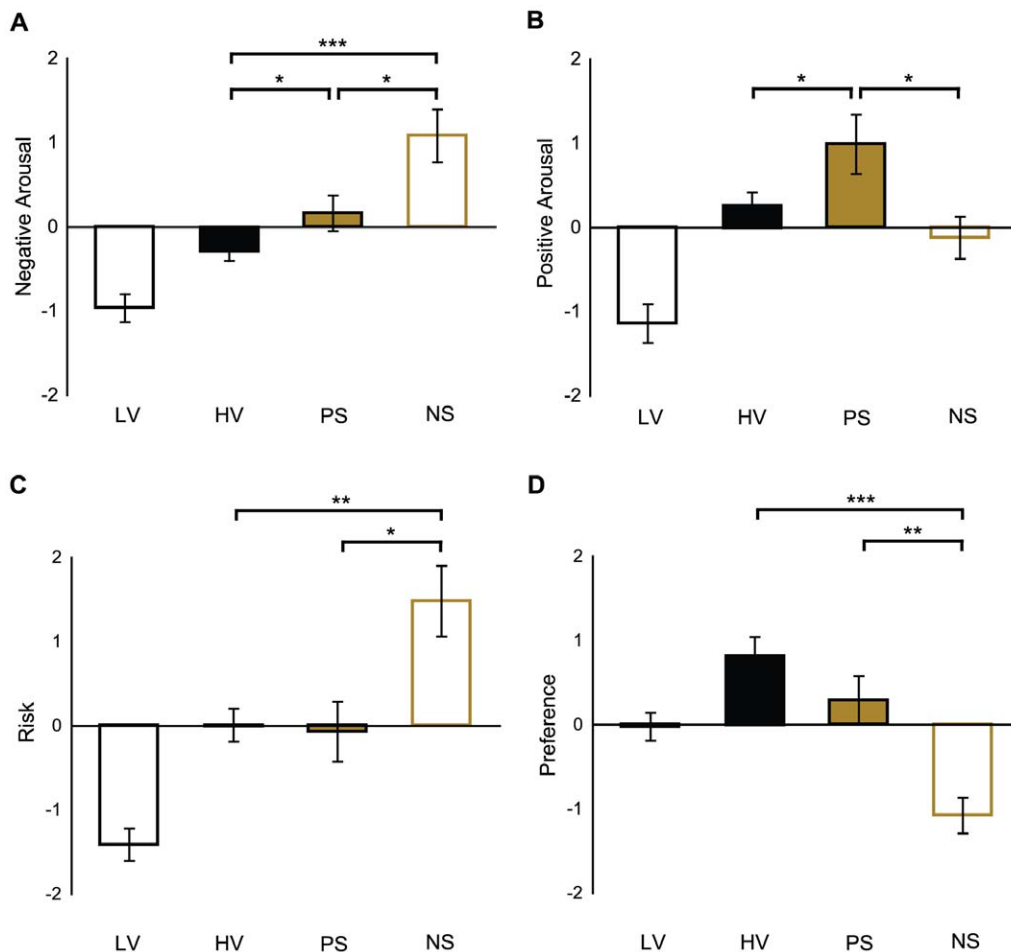 A
B
Negative Arousal
2
1
0
-1
-2
***
*
*
LV HV PS NS
Positive Arousal
2
1
0
-1
-2
*
*
LV HV PS NS
C
D
Risk
2
1
0
-1
-2
**
*
LV HV PS NS
Preference
2
1
0
-1
-2
***
**
LV HV PS NS